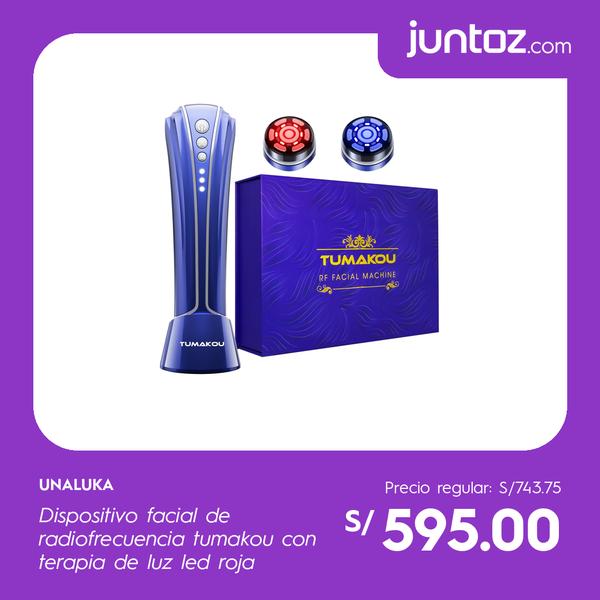 juntoz.com
TUMAKOU
RF FACIAL MACHINE
TUMAKOU
UNALUKA
Dispositivo facial de
radiofrecuencia tumakou con
terapia de luz led roja
Precio regular: S/743.75
S/ 595.00